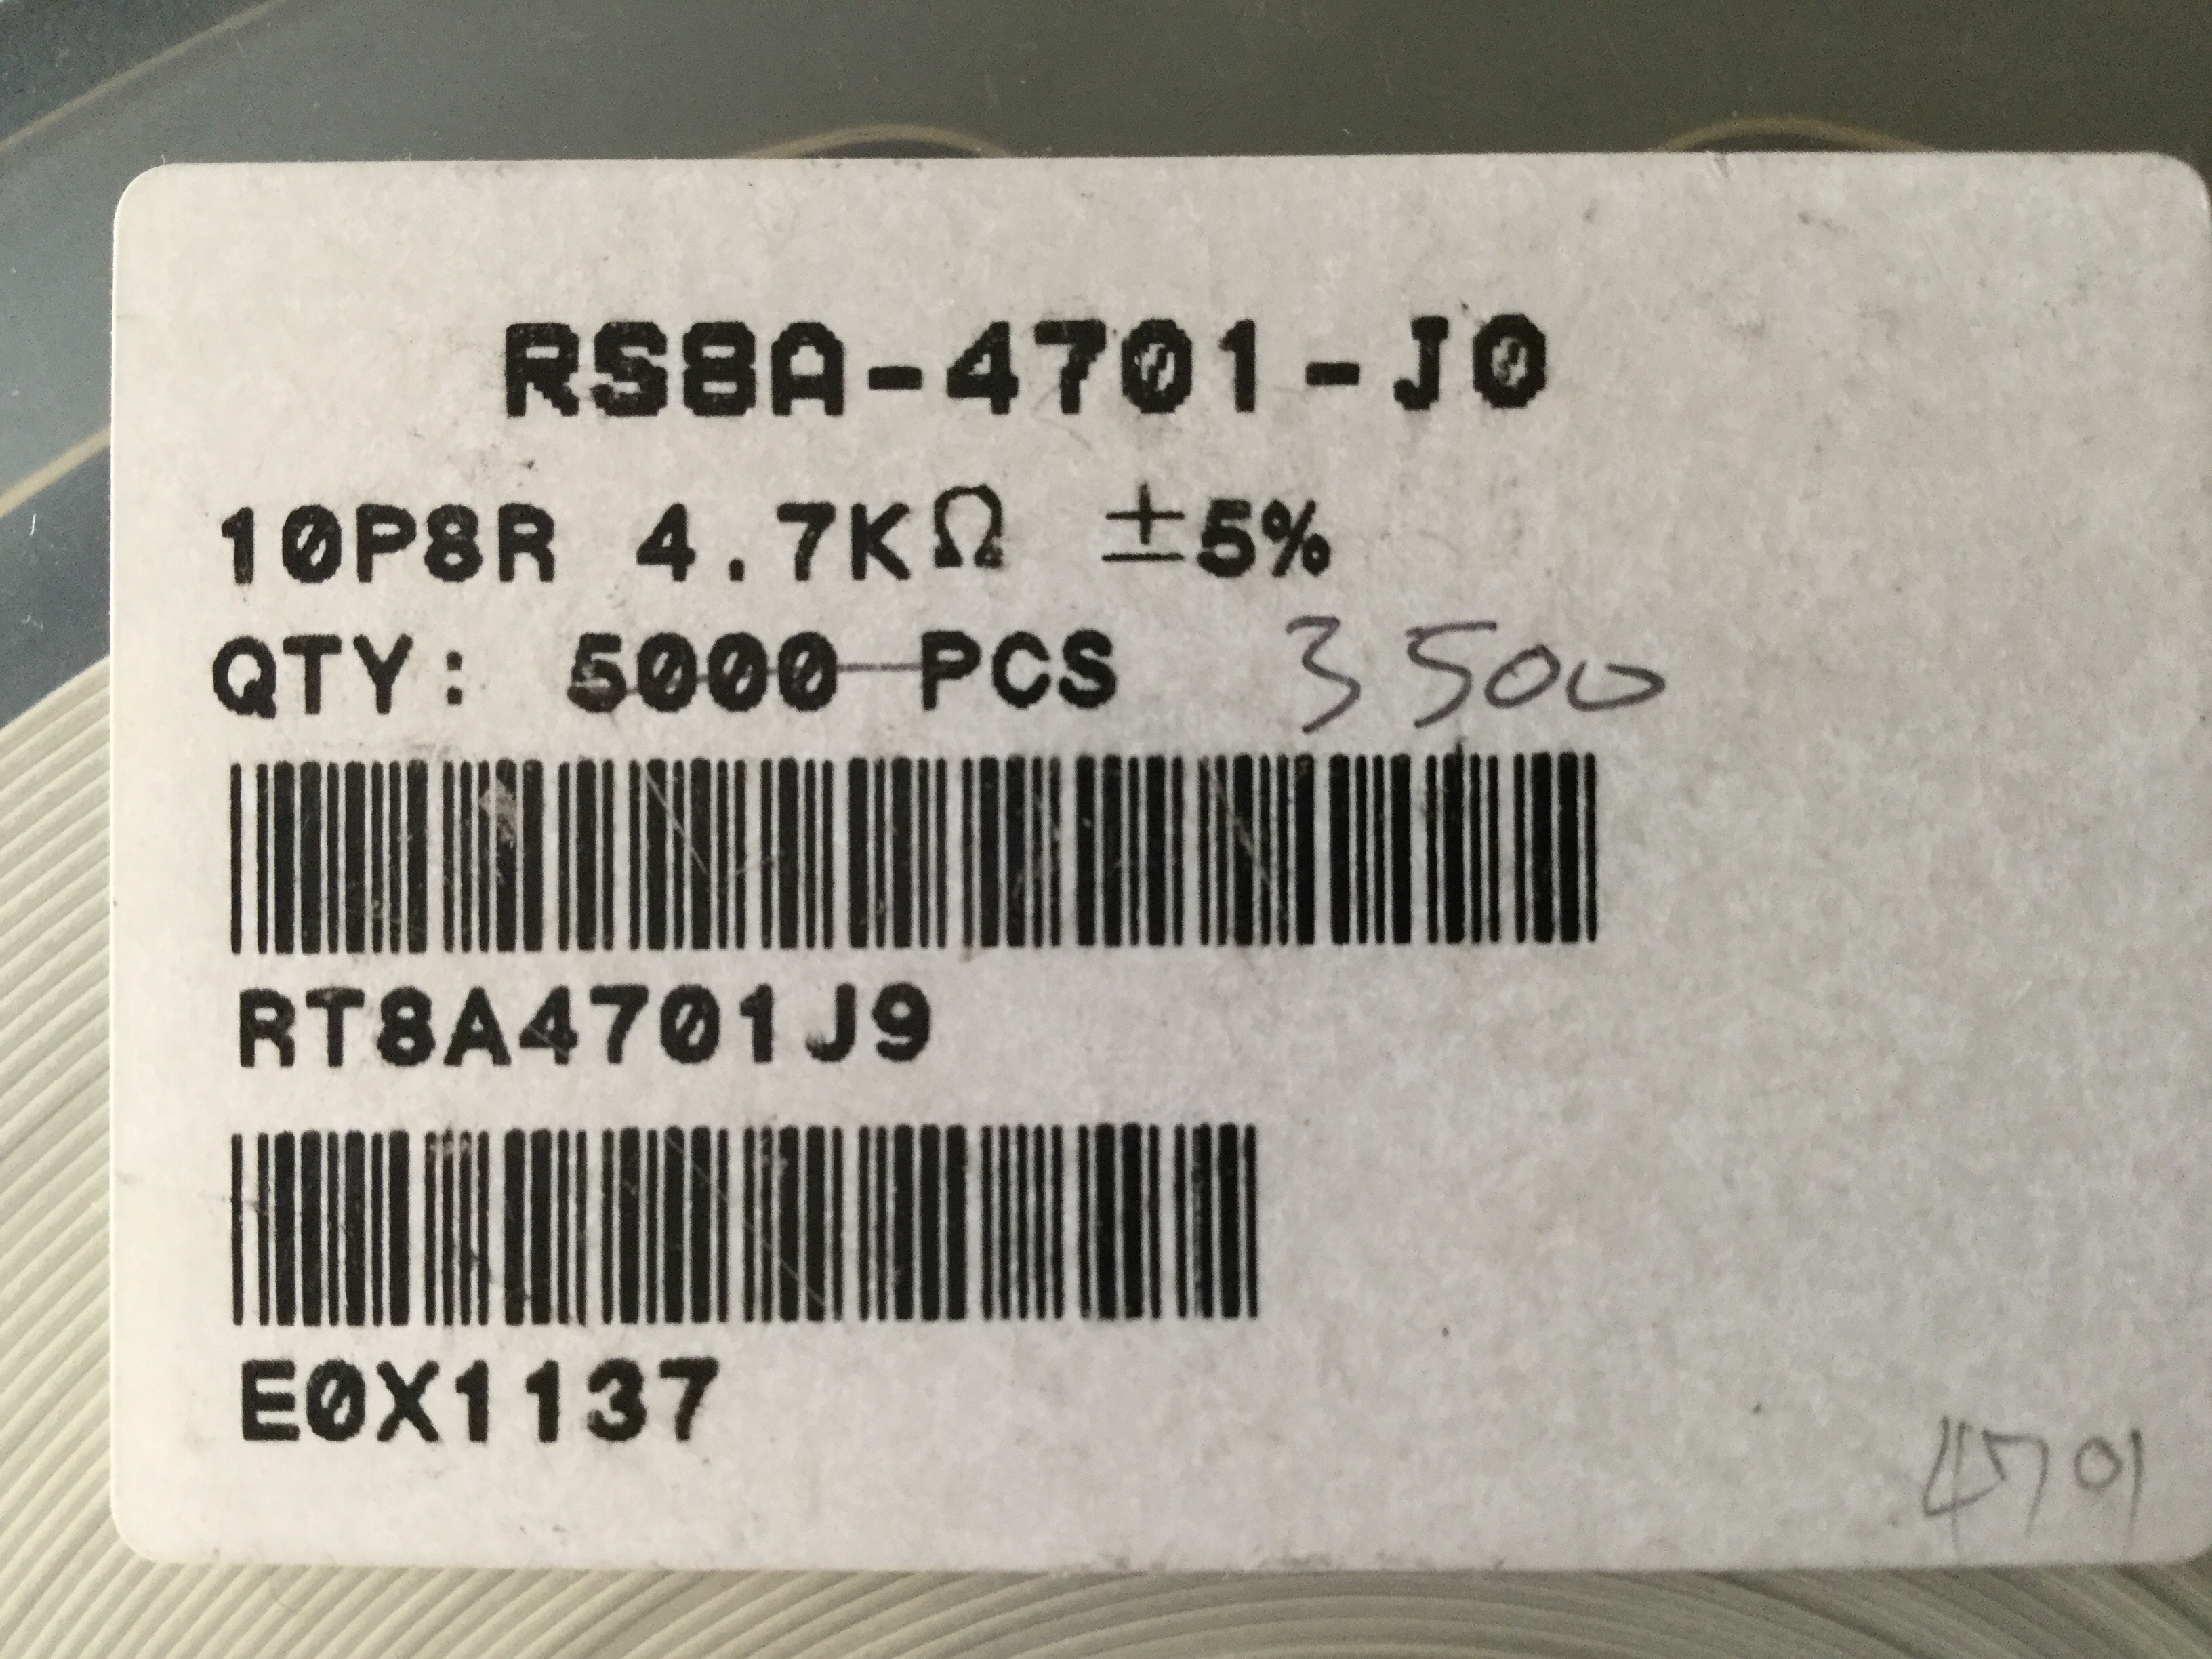 RS8A-4701-J0
10P8R 4.7KΩ ±5%
QTY: 5000 PCS 3500
RT8A4701J9
E0X1137
4701